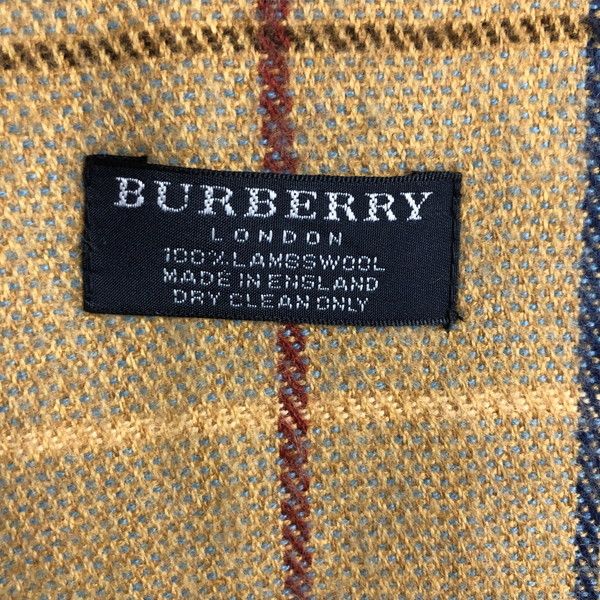 BURBERRY
LONDON
100% LAMBSWOOL
MADE IN ENGLAND
DRY CLEAN ONLY